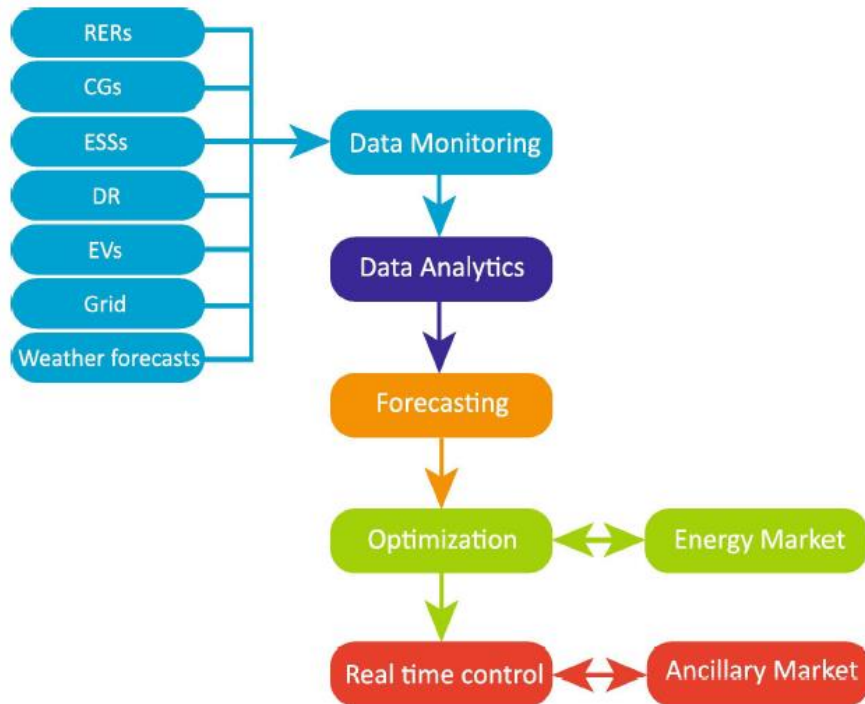 RERs
CGs
ESSs
DR
EVs
Grid
Weather forecasts
Data Monitoring
Data Analytics
Forecasting
Optimization
Energy Market
Real time control
Ancillary Market